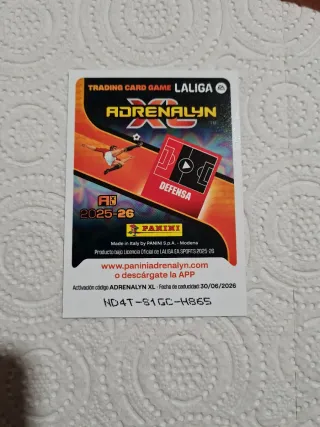 TRADING CARD GAME LALIGA
ADRENALYN
XL
DEFENSA
2025-26
PANINI
Made in Italy by PANINI S.p.A. - Modena
Producto bajo Licencia Oficial de LALIGA EA SPORTS 2025-26
www.paniniadrenalyn.com
o descárgate la APP
Activación código ADRENALYN XL - Fecha de caducidad: 30/06/2026
HD4T-81GC-H865